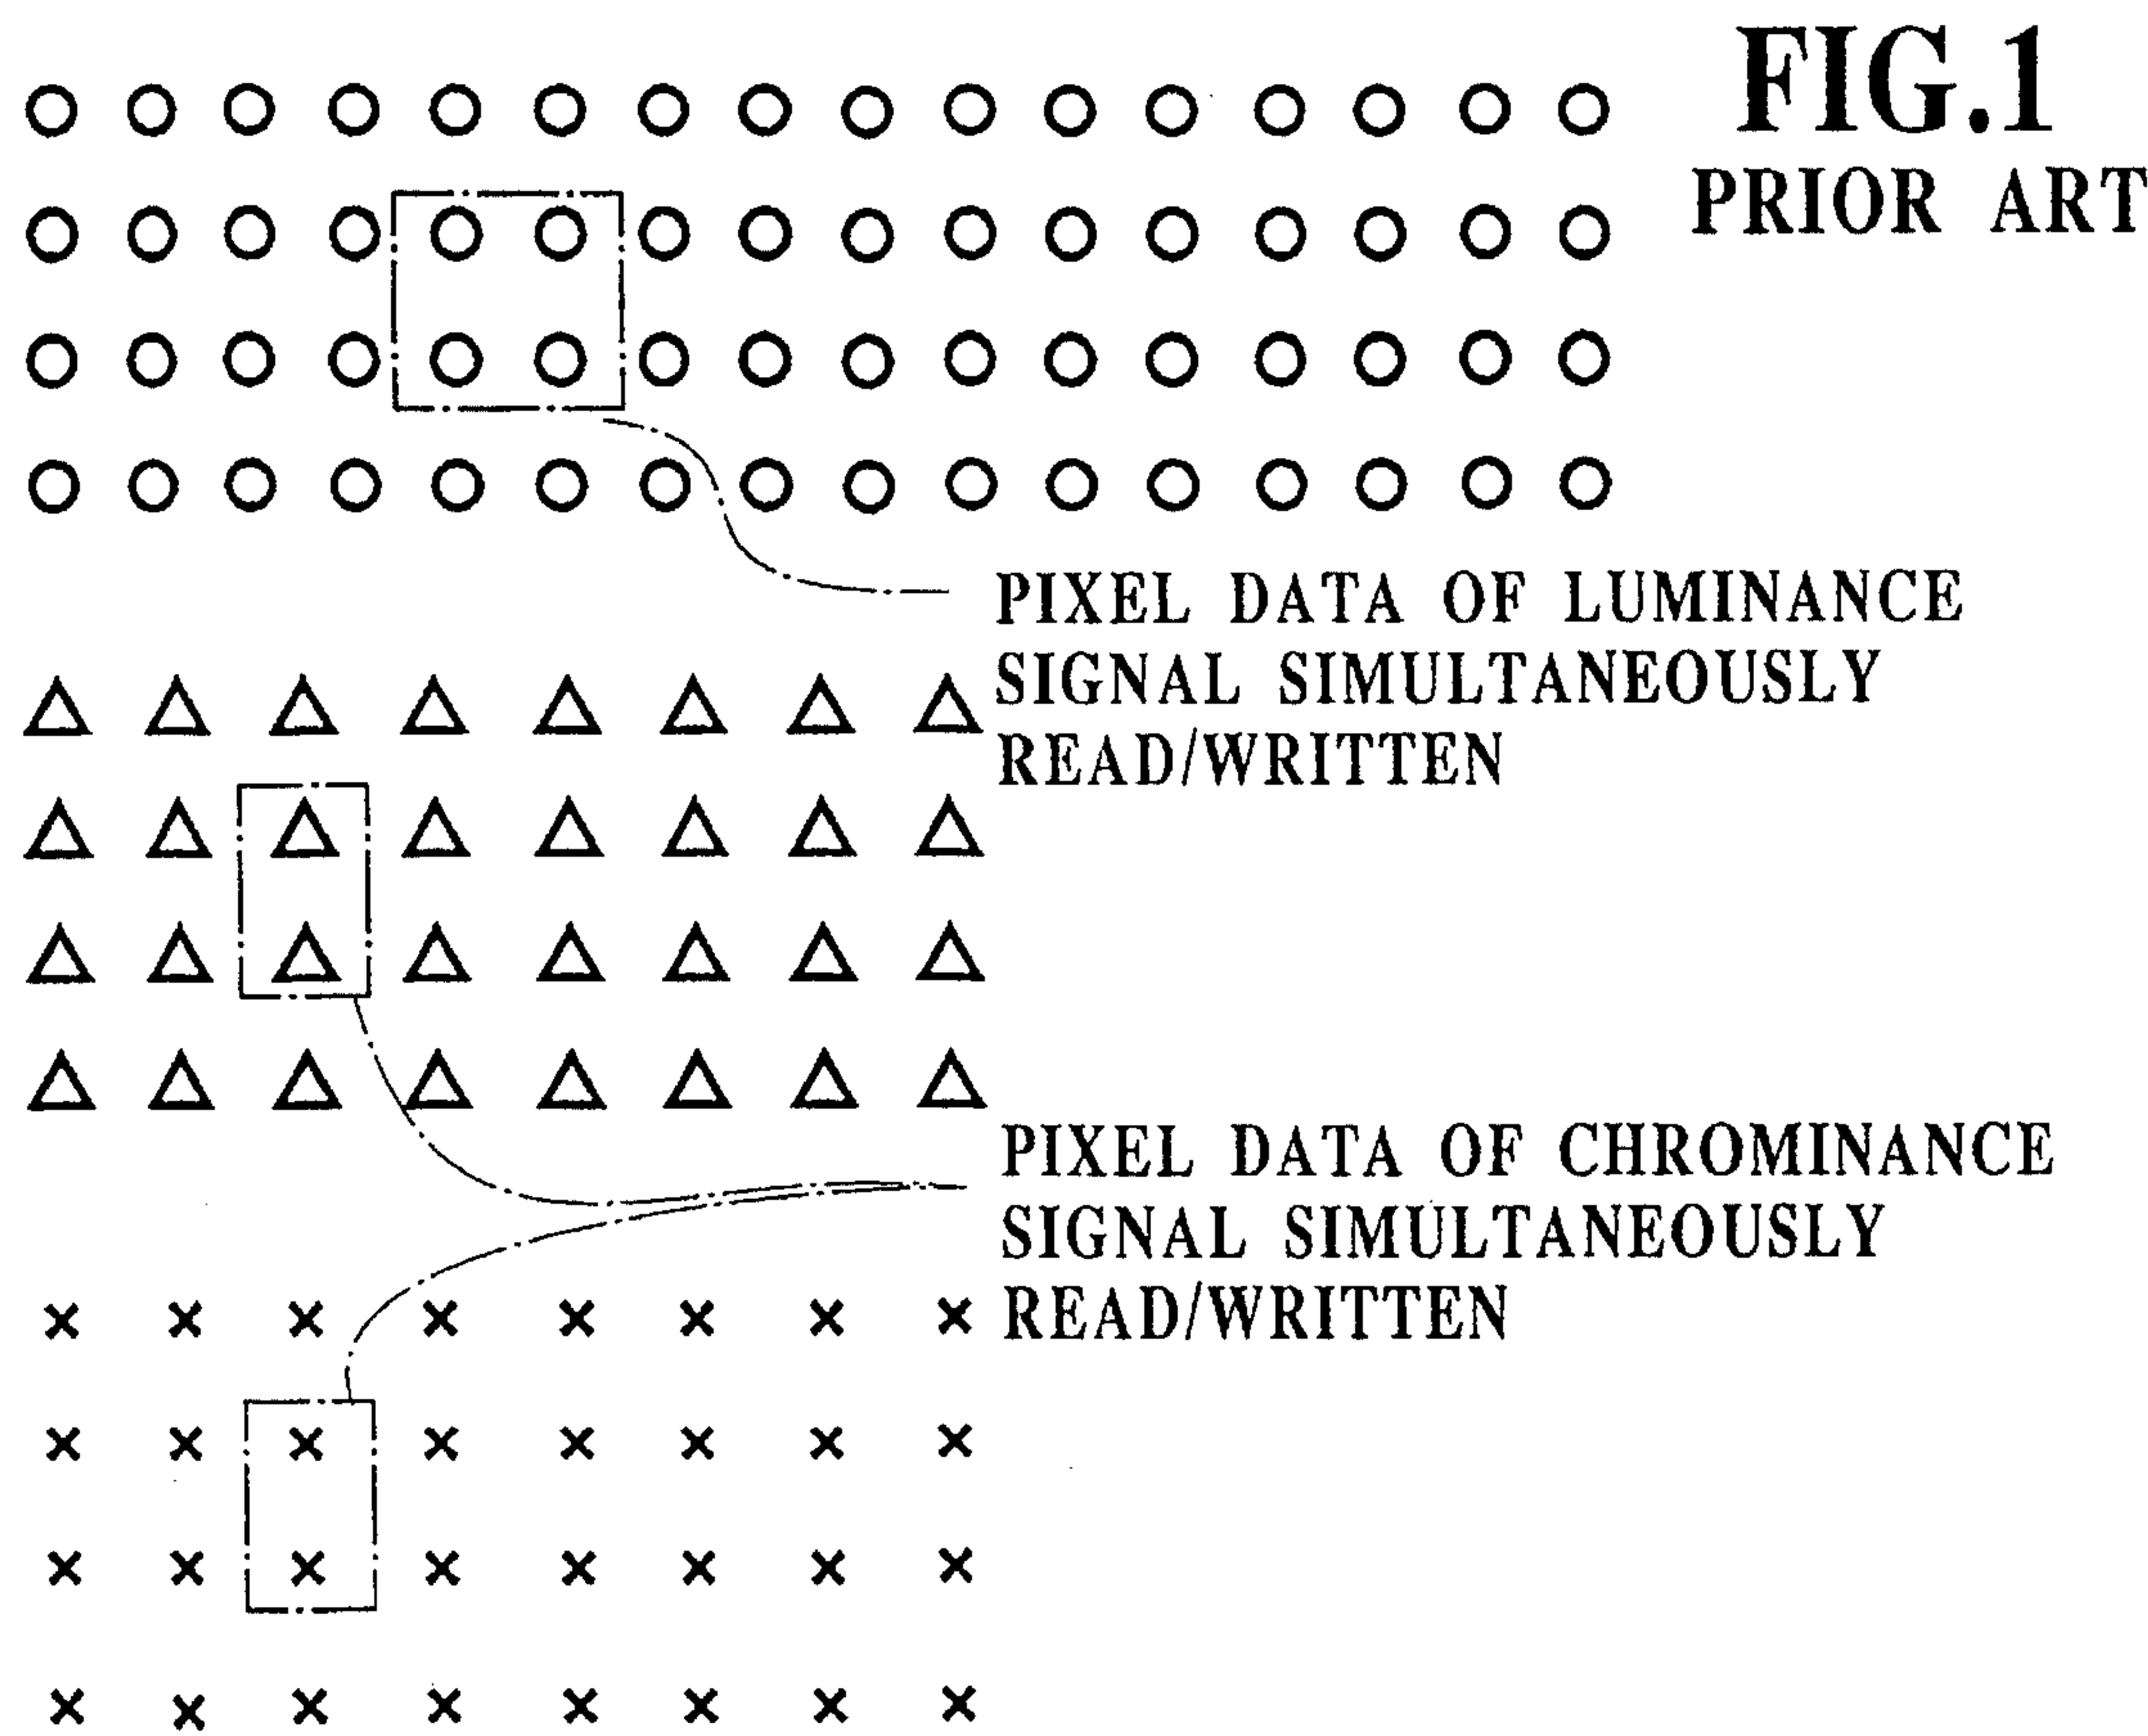 FIG.1
PRIOR ART
PIXEL DATA OF LUMINANCE
SIGNAL SIMULTANEOUSLY
READ/WRITTEN
PIXEL DATA OF CHROMINANCE
SIGNAL SIMULTANEOUSLY
READ/WRITTEN